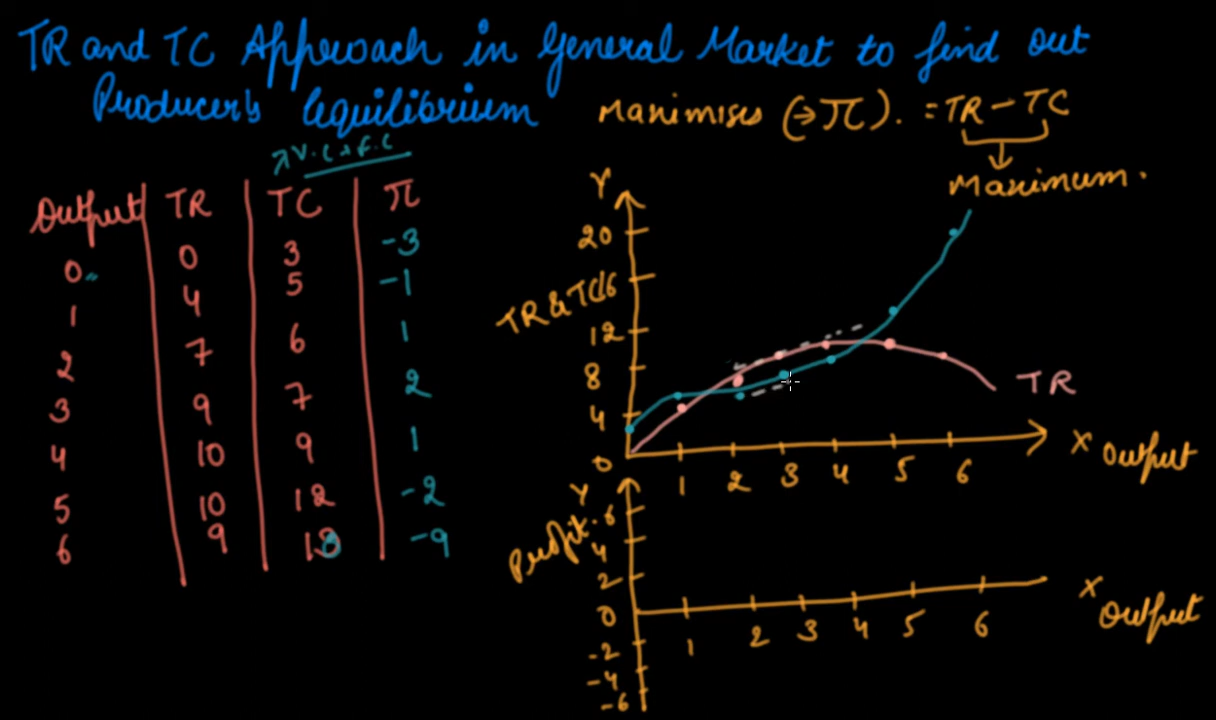 TR and TC Approach in General Market to find out
Producer's Equilibrium
Maximises (→π). = TR - TC
Maximum.
↗V.C + F.C
Output TR TC π
0 0 3 -3
1 4 5 -1
2 7 6 1
3 9 7 2
4 10 9 1
5 10 12 -2
6 9 18 -9
Y
20
TR & TC 16
12
8
4
0
TR
1 2 3 4 5 6
X Output
Y
Profit 6
4
2
0
-2
-4
-6
1 2 3 4 5 6
X Output